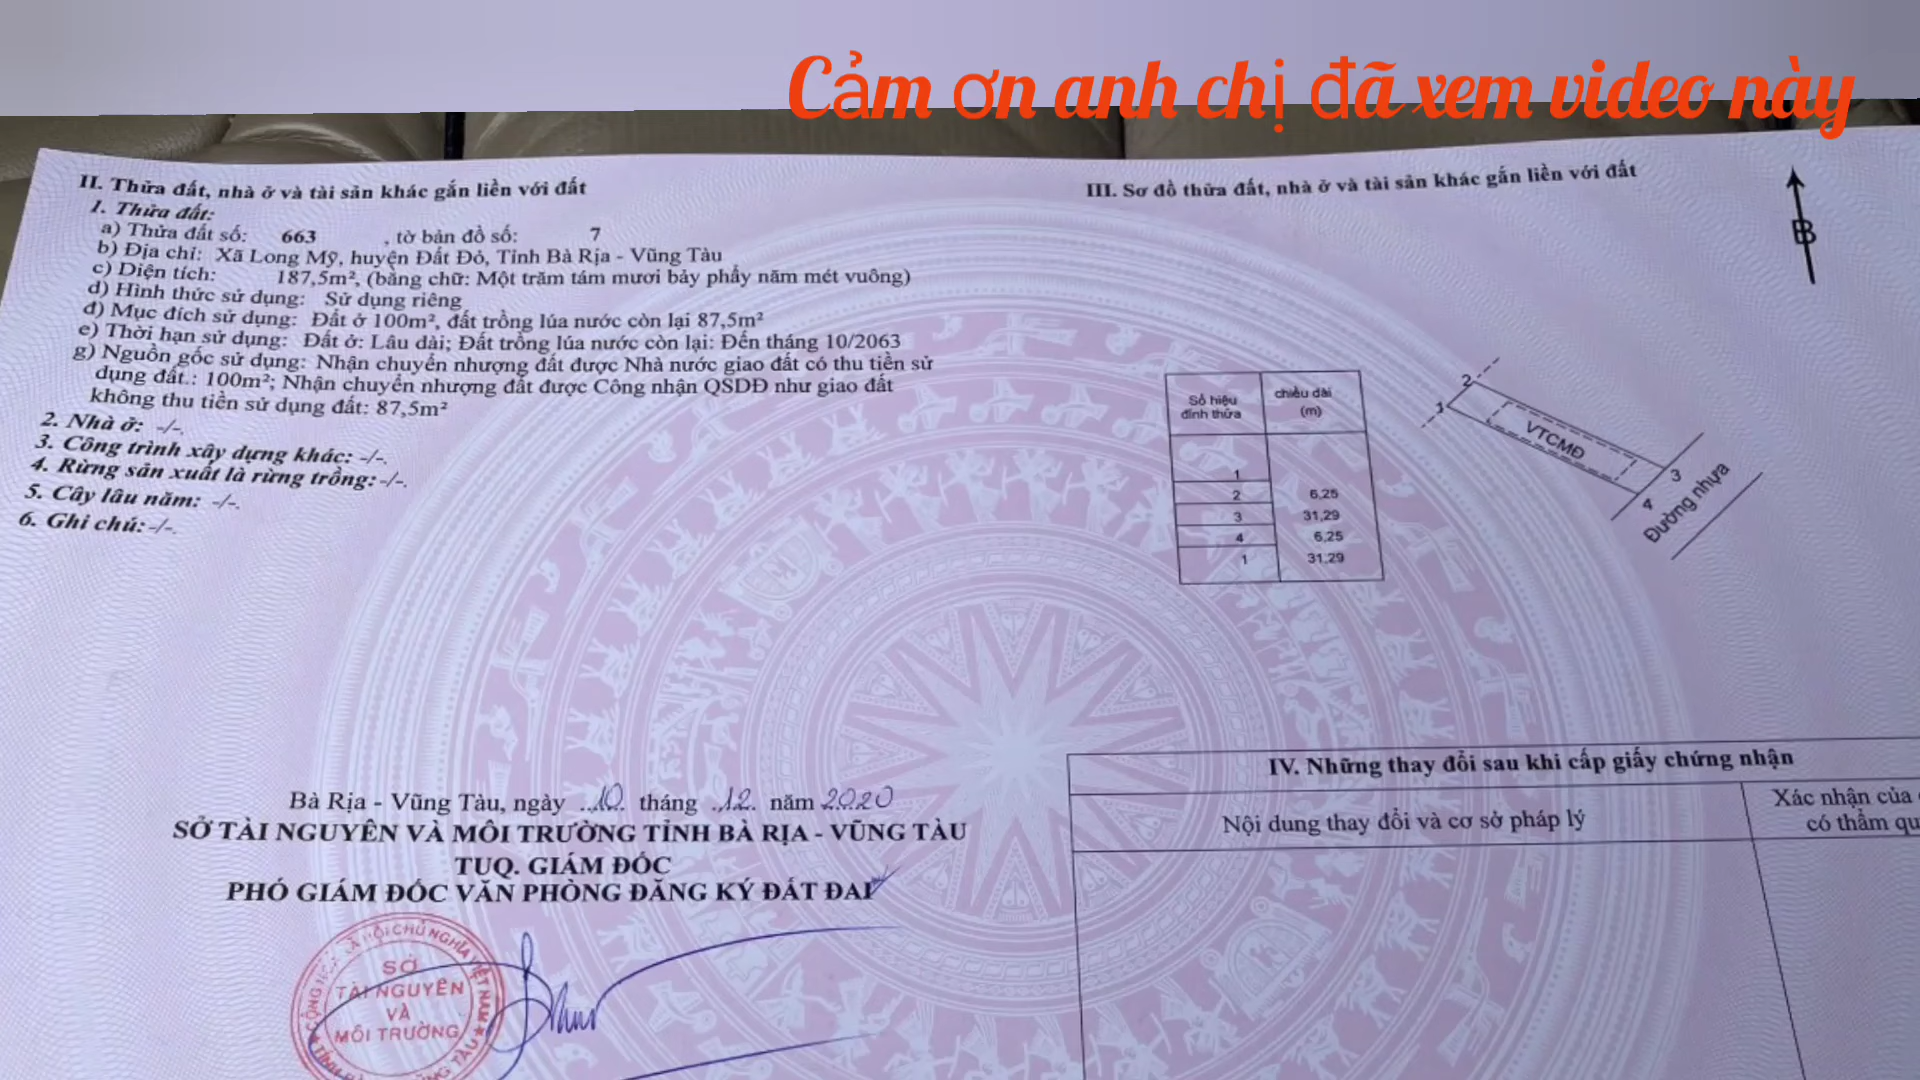 Cảm ơn anh chị đã xem video này
II. Thửa đất, nhà ở và tài sản khác gắn liền với đất
1. Thửa đất:
a) Thửa đất số: 663 , tờ bản đồ số: 7
b) Địa chỉ: Xã Long Mỹ, huyện Đất Đỏ, Tỉnh Bà Rịa - Vũng Tàu
c) Diện tích: 187,5m², (bằng chữ: Một trăm tám mươi bảy phẩy năm mét vuông)
d) Hình thức sử dụng: Sử dụng riêng
đ) Mục đích sử dụng: Đất ở 100m², đất trồng lúa nước còn lại 87,5m²
e) Thời hạn sử dụng: Đất ở: Lâu dài; Đất trồng lúa nước còn lại: Đến tháng 10/2063
g) Nguồn gốc sử dụng: Nhận chuyển nhượng đất được Nhà nước giao đất có thu tiền sử
dụng đất.: 100m²; Nhận chuyển nhượng đất được Công nhận QSDĐ như giao đất
không thu tiền sử dụng đất: 87,5m²
2. Nhà ở: -/-.
3. Công trình xây dựng khác: -/-.
4. Rừng sản xuất là rừng trồng: -/-.
5. Cây lâu năm: -/-.
6. Ghi chú: -/-.
Bà Rịa - Vũng Tàu, ngày 10 tháng 12 năm 2020
SỞ TÀI NGUYÊN VÀ MÔI TRƯỜNG TỈNH BÀ RỊA - VŨNG TÀU
TUQ. GIÁM ĐỐC
PHÓ GIÁM ĐỐC VĂN PHÒNG ĐĂNG KÝ ĐẤT ĐAI
SỞ
TÀI NGUYÊN
VÀ
MÔI TRƯỜNG
III. Sơ đồ thửa đất, nhà ở và tài sản khác gắn liền với đất
B
Số hiệu đỉnh thửa chiều dài (m)
1
2 6,25
3 31,29
4 6,25
1 31,29
2
1
VTCMĐ
3
4
Đường nhựa
IV. Những thay đổi sau khi cấp giấy chứng nhận
Nội dung thay đổi và cơ sở pháp lý
Xác nhận của
có thẩm